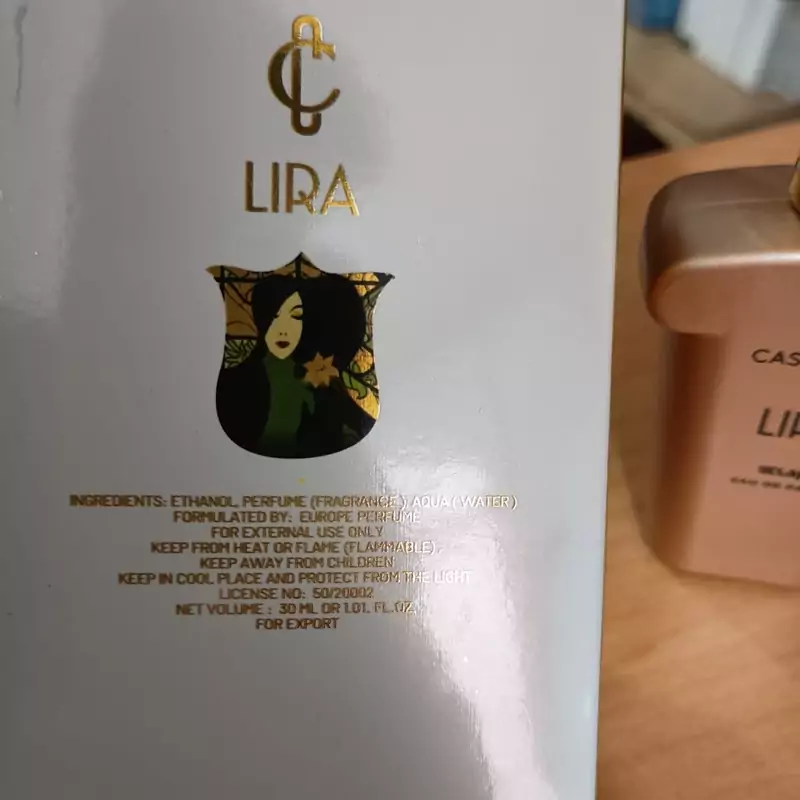 LIRA
INGREDIENTS: ETHANOL, PERFUME (FRAGRANCE ) AQUA ( WATER )
FORMULATED BY: EUROPE PERFUME
FOR EXTERNAL USE ONLY
KEEP FROM HEAT OR FLAME (FLAMMABLE).
KEEP AWAY FROM CHILDREN
KEEP IN COOL PLACE AND PROTECT FROM THE LIGHT
LICENSE NO: 50/20002
NET VOLUME : 30 ML OR 1.01. FL.OZ.
FOR EXPORT
CAS
LI